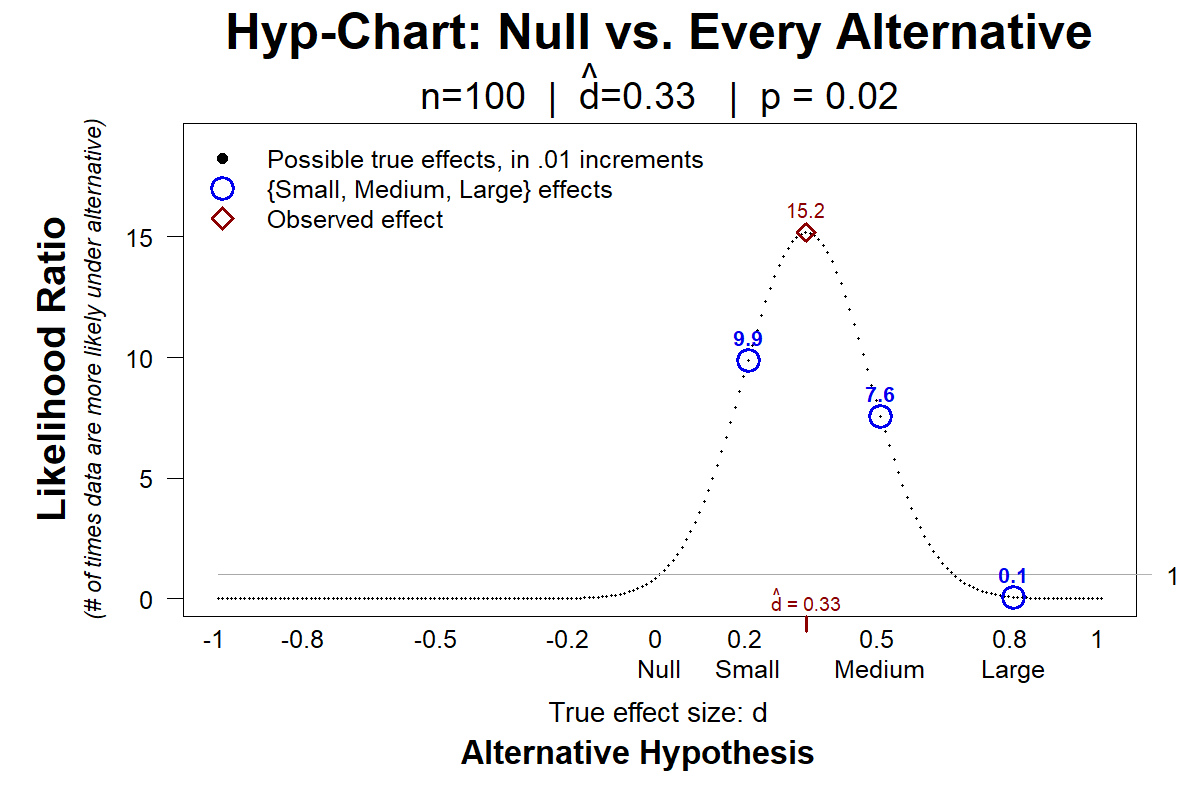 Hyp-Chart: Null vs. Every Alternative
n=100 | d̂=0.33 | p = 0.02
Possible true effects, in .01 increments
{Small, Medium, Large} effects
Observed effect
Likelihood Ratio
(# of times data are more likely under alternative)
15
10
5
0
15.2
9.9
7.6
0.1
1
d̂ = 0.33
-1 -0.8 -0.5 -0.2 0 0.2 0.5 0.8 1
Null Small Medium Large
True effect size: d
Alternative Hypothesis